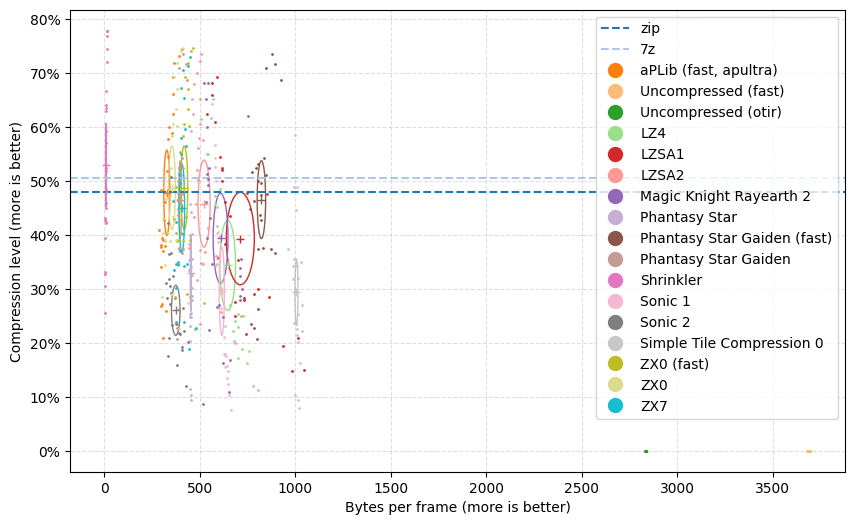 80%
70%
60%
50%
40%
30%
20%
10%
0%
Compression level (more is better)
0
500
1000
1500
2000
2500
3000
3500
Bytes per frame (more is better)
zip
7z
aPLib (fast, apultra)
Uncompressed (fast)
Uncompressed (otir)
LZ4
LZSA1
LZSA2
Magic Knight Rayearth 2
Phantasy Star
Phantasy Star Gaiden (fast)
Phantasy Star Gaiden
Shrinkler
Sonic 1
Sonic 2
Simple Tile Compression 0
ZX0 (fast)
ZX0
ZX7